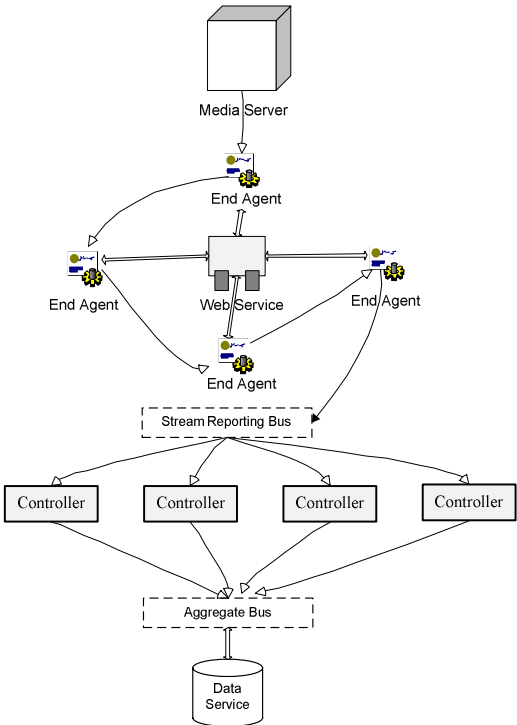 Media Server
End Agent
End Agent
Web Service
End Agent
End Agent
Stream Reporting Bus
Controller
Controller
Controller
Controller
Aggregate Bus
Data
Service